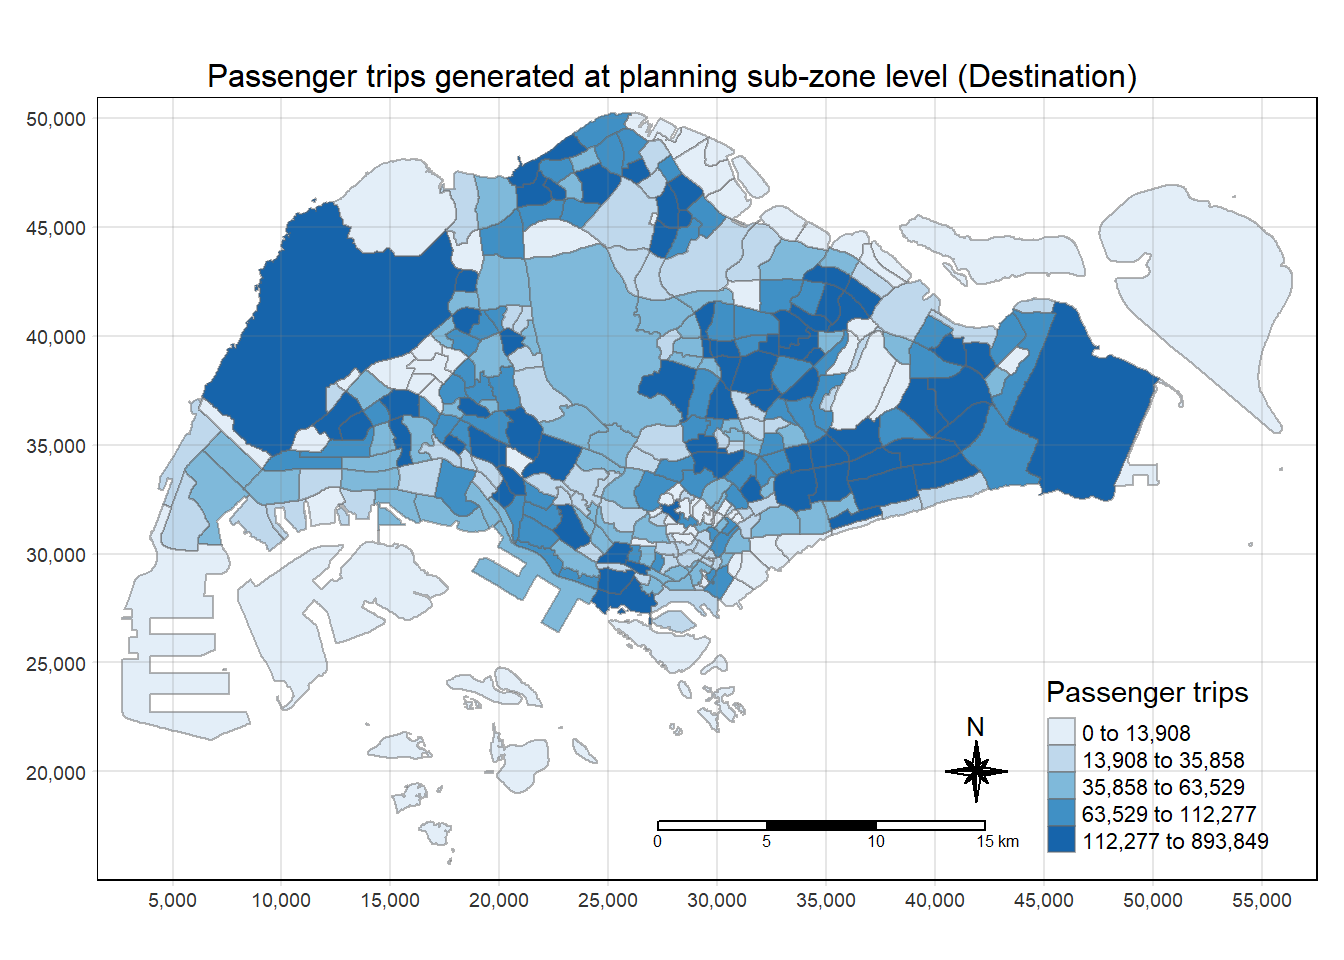 Passenger trips generated at planning sub-zone level (Destination)
50,000
45,000
40,000
35,000
30,000
25,000
20,000
Passenger trips
0 to 13,908
13,908 to 35,858
35,858 to 63,529
63,529 to 112,277
112,277 to 893,849
N
0 5 10 15 km
5,000 10,000 15,000 20,000 25,000 30,000 35,000 40,000 45,000 50,000 55,000